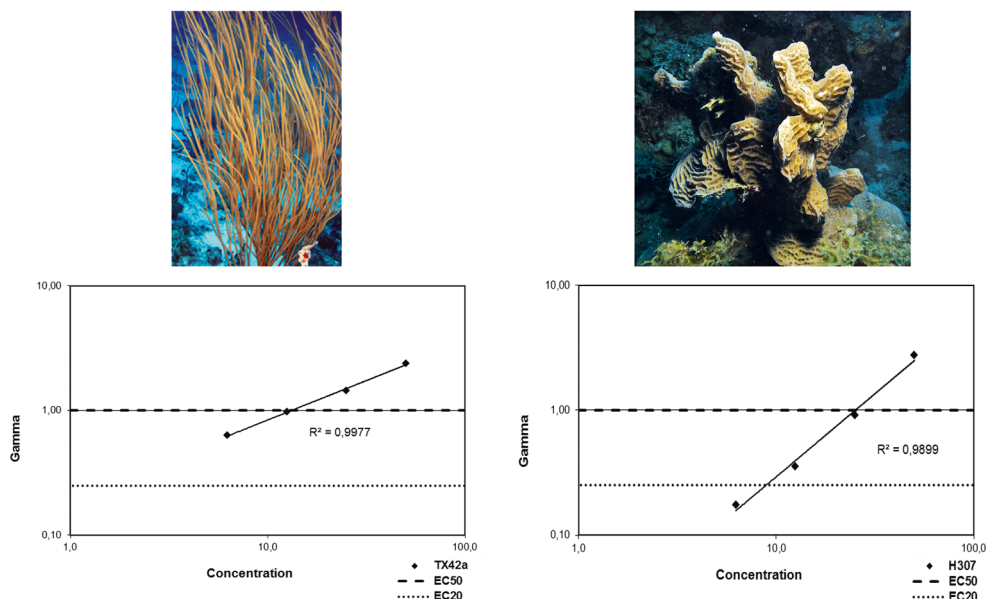 10,00
1,00
0,10
Gamma
R² = 0,9977
1,0
10,0
100,0
Concentration
TX42a
EC50
EC20
10,00
1,00
0,10
Gamma
R² = 0,9899
1,0
10,0
100,0
Concentration
H307
EC50
EC20